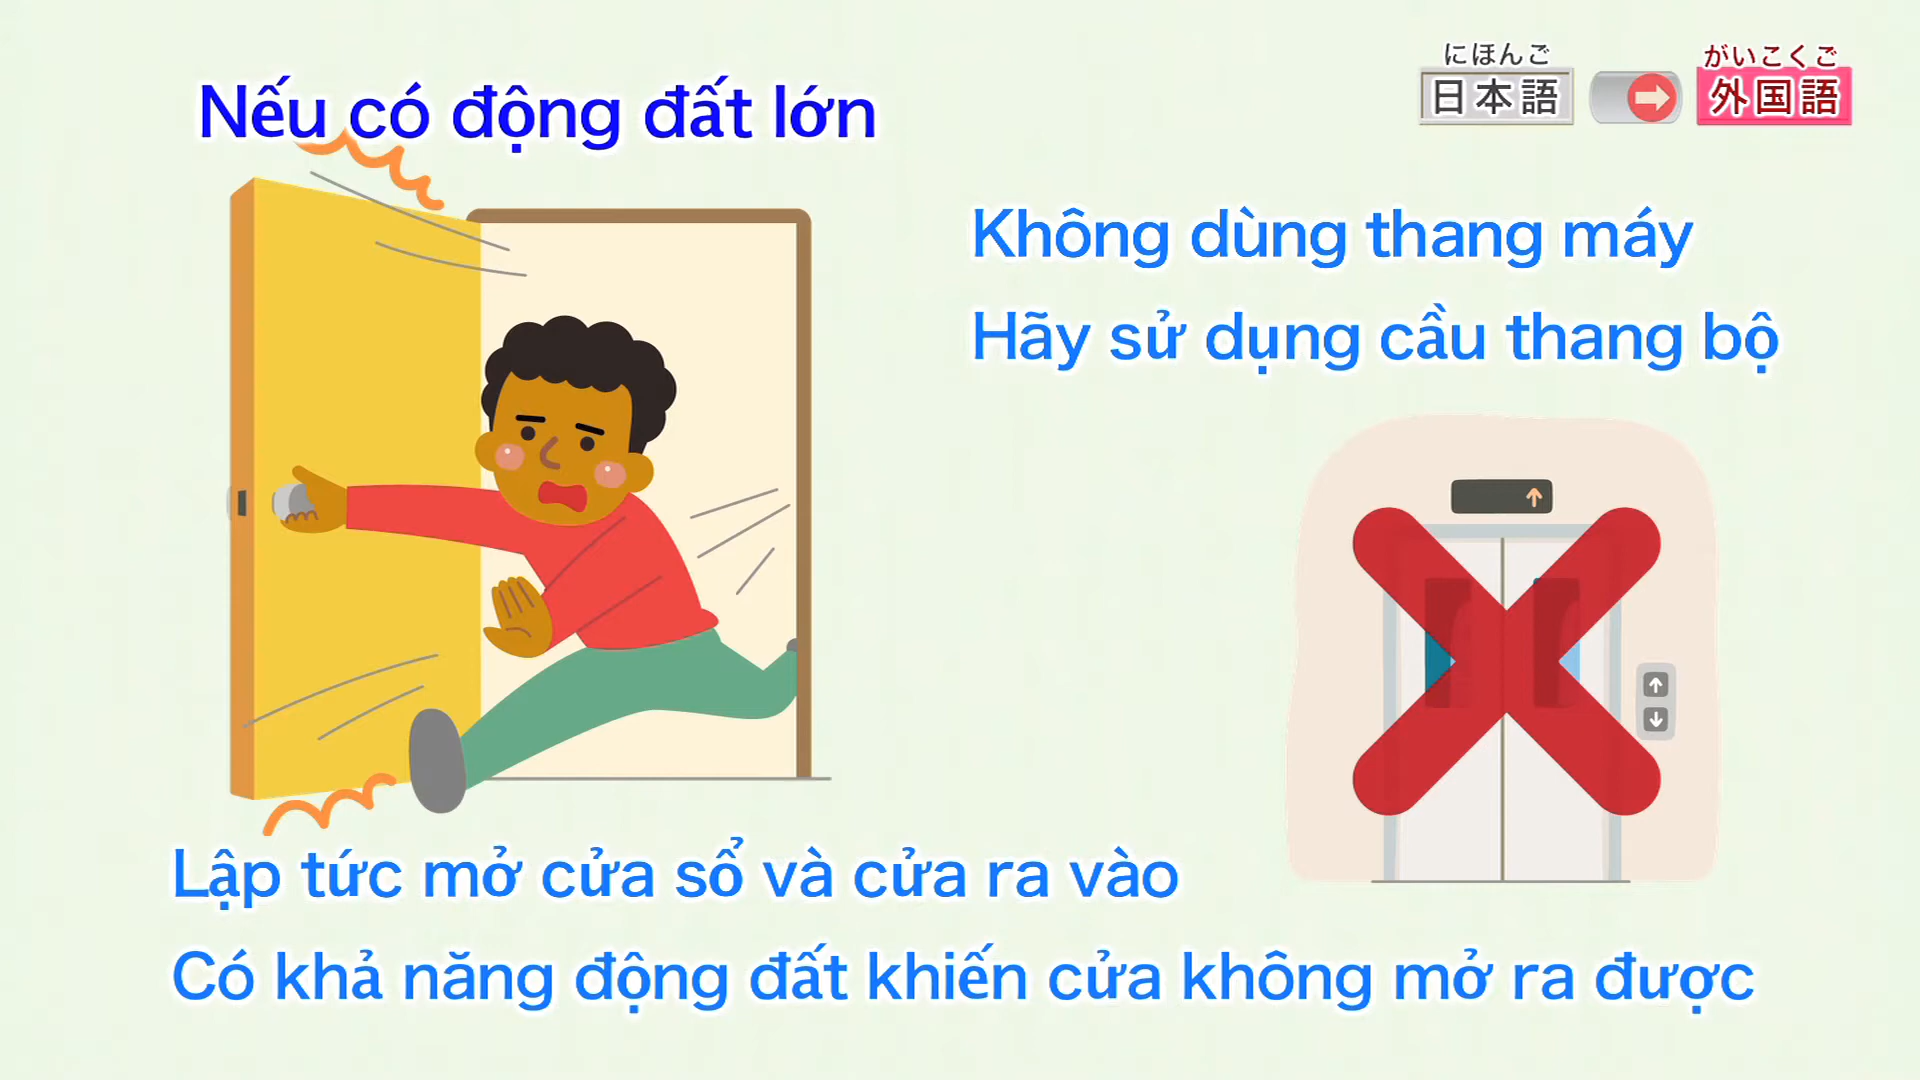 にほんご
日本語
がいこくご
外国語
Nếu có động đất lớn
Không dùng thang máy
Hãy sử dụng cầu thang bộ
Lập tức mở cửa sổ và cửa ra vào
Có khả năng động đất khiến cửa không mở ra được